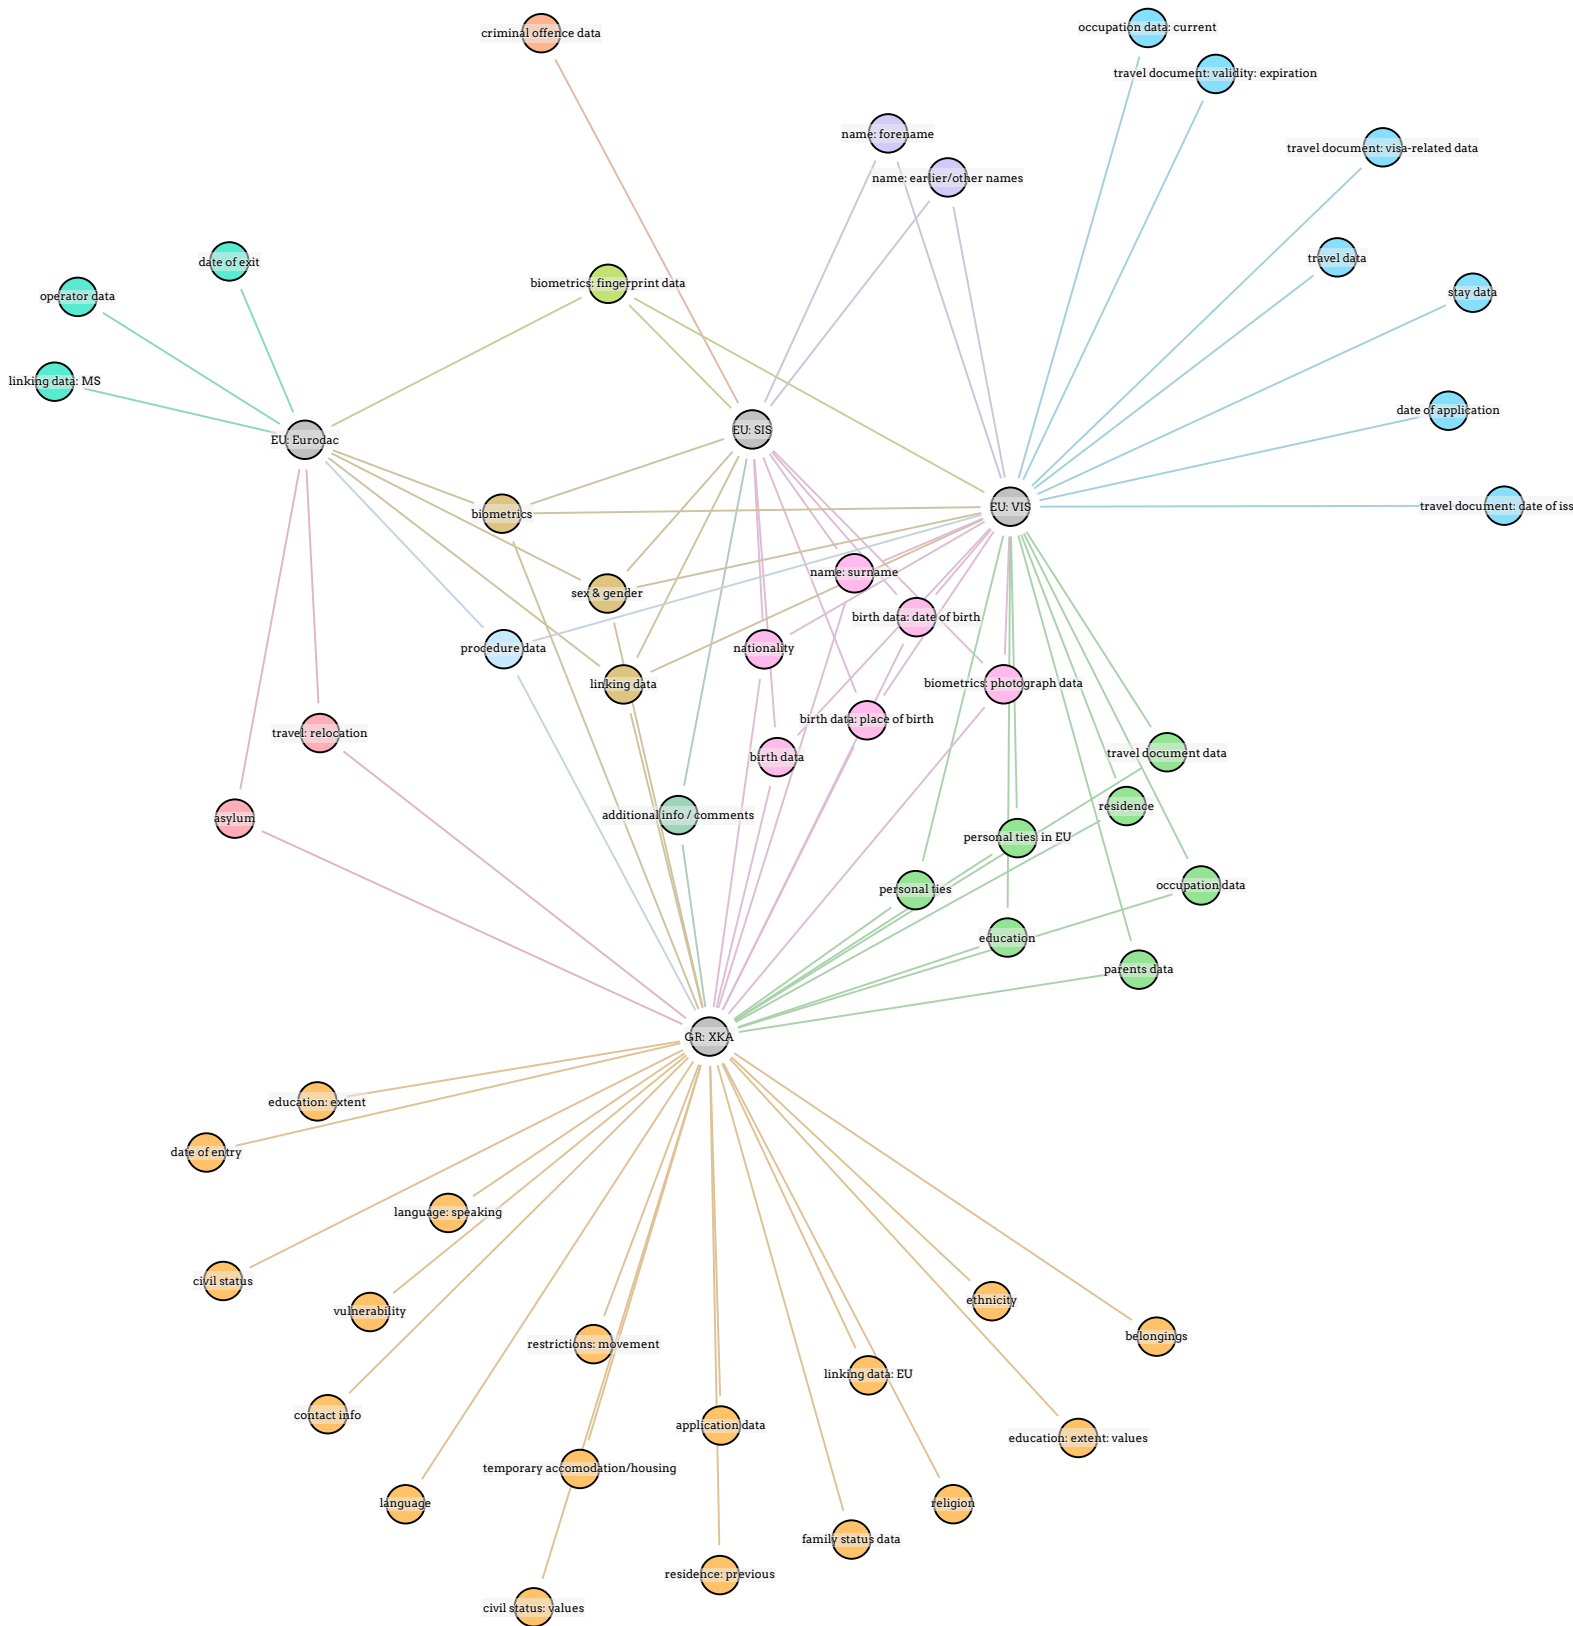 occupation data: current
criminal offence data
travel document: validity: expiration
name: forename
travel document: visa-related data
name: earlier/other names
travel data
date of exit
biometrics: fingerprint data
stay data
operator data
linking data: MS
date of application
EU: SIS
EU: Eurodac
travel document: date of iss
EU: VIS
biometrics
name: surname
sex & gender
birth data: date of birth
procedure data
nationality
linking data
biometrics: photograph data
birth data: place of birth
travel: relocation
travel document data
birth data
residence
additional info / comments
asylum
personal ties: in EU
occupation data
personal ties
education
parents data
GR: XKA
education: extent
date of entry
language: speaking
civil status
ethnicity
vulnerability
belongings
restrictions: movement
linking data: EU
contact info
application data
education: extent: values
temporary accomodation/housing
language
religion
family status data
residence: previous
civil status: values